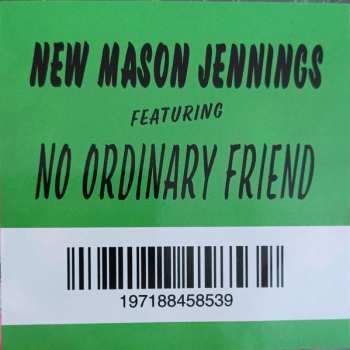 NEW MASON JENNINGS
FEATURING
NO ORDINARY FRIEND
197188458539